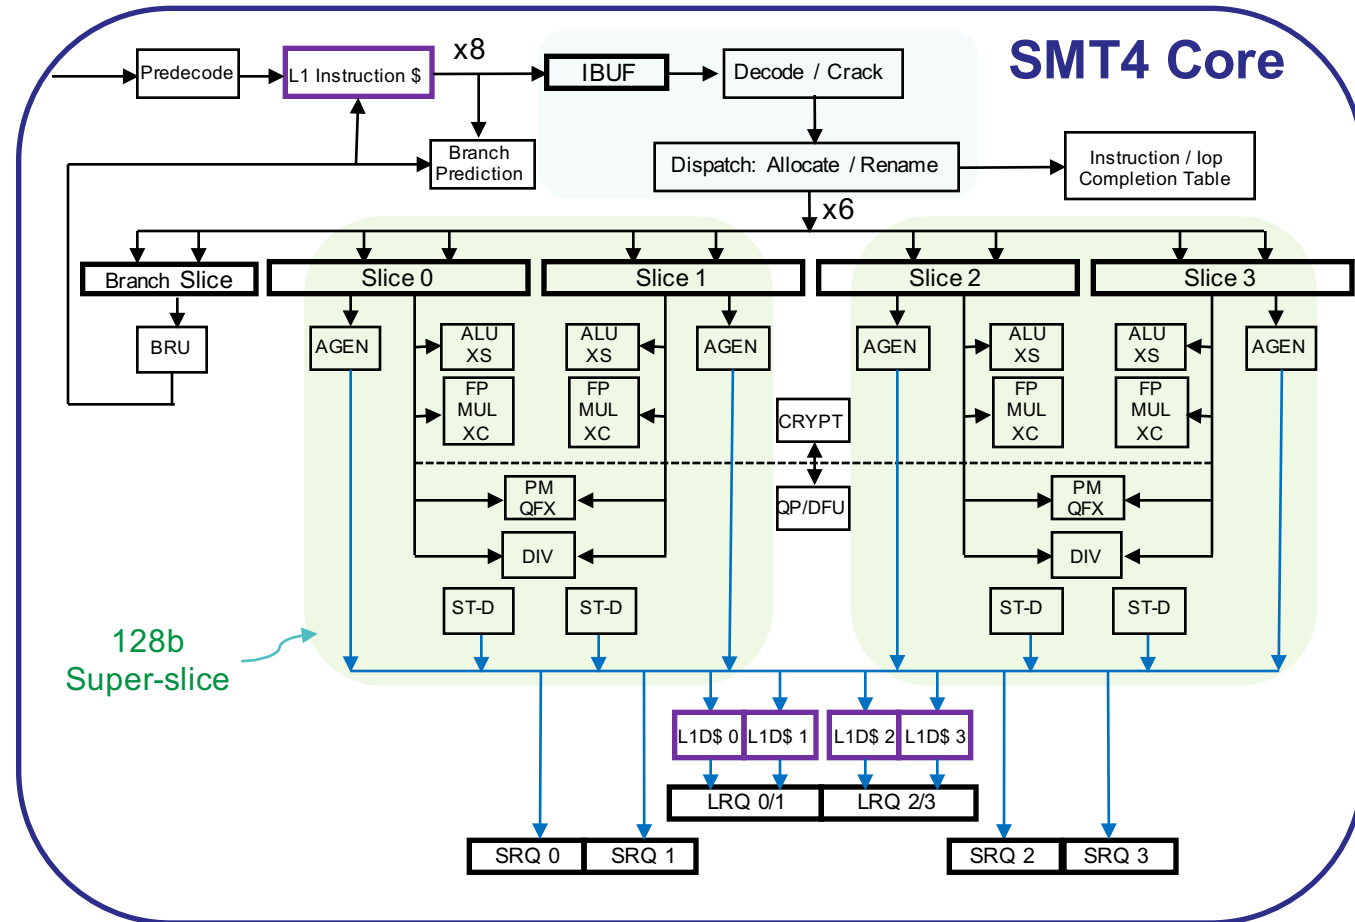 SMT4 Core
Predecode
L1 Instruction $
x8
IBUF
Decode / Crack
Branch
Prediction
Dispatch: Allocate / Rename
Instruction / Iop
Completion Table
x6
Branch Slice
Slice 0
Slice 1
Slice 2
Slice 3
BRU
AGEN
ALU
XS
ALU
XS
AGEN
AGEN
ALU
XS
ALU
XS
AGEN
FP
MUL
XC
FP
MUL
XC
CRYPT
FP
MUL
XC
FP
MUL
XC
PM
QFX
QP/DFU
PM
QFX
DIV
DIV
ST-D
ST-D
ST-D
ST-D
128b
Super-slice
L1D$ 0
L1D$ 1
L1D$ 2
L1D$ 3
LRQ 0/1
LRQ 2/3
SRQ 0
SRQ 1
SRQ 2
SRQ 3